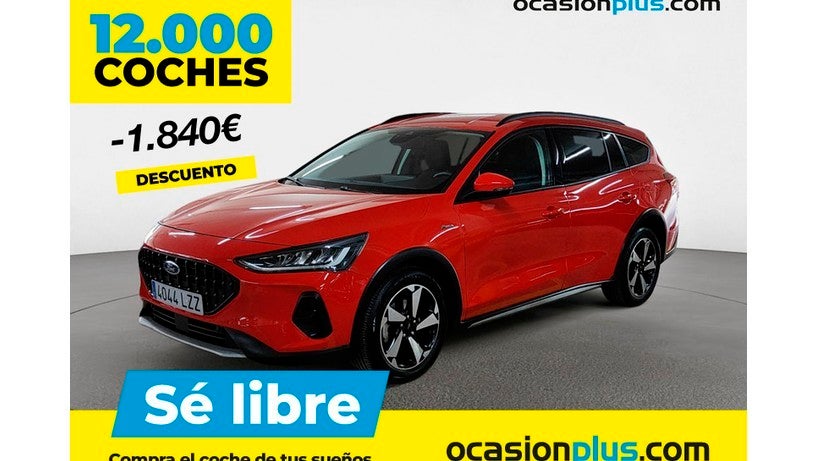 ocasionplus.com
12.000
COCHES
-1.840€
DESCUENTO
Ford
4044 LZZ
Sé libre
Compra el coche de tus sueños
ocasionplus.com